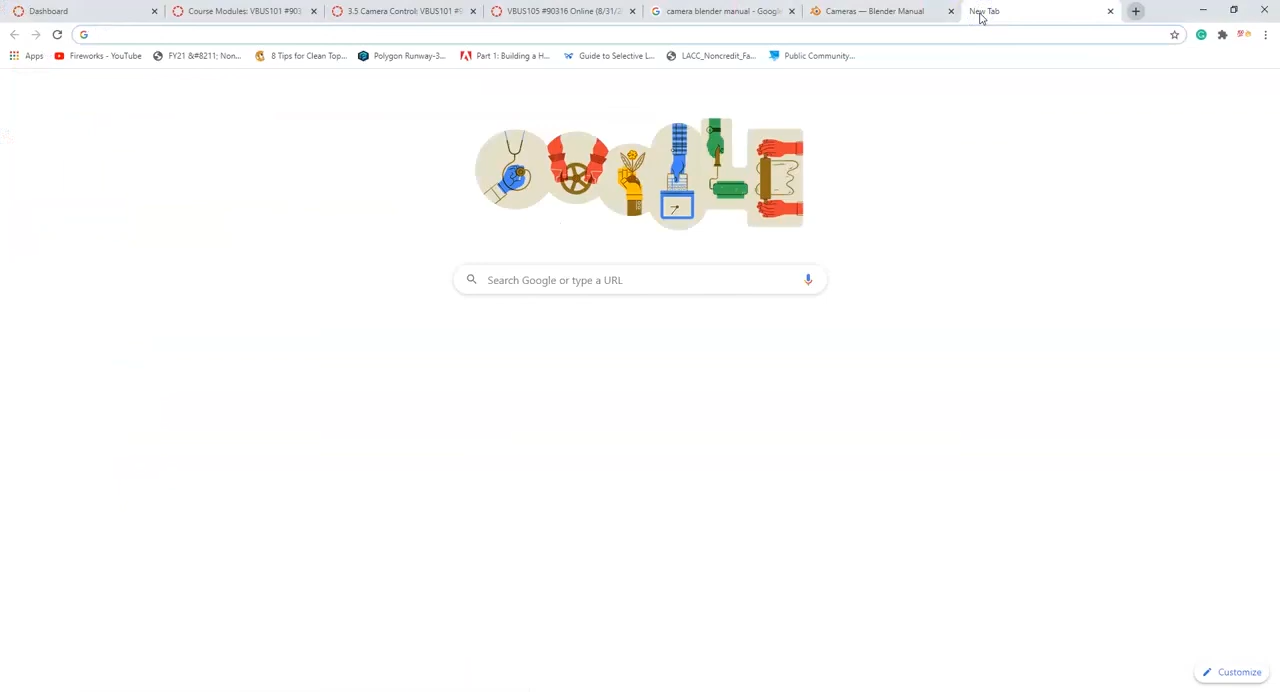 Dashboard
Course Modules: VBUS101 #903
3.5 Camera Control: VBUS101 #9
VBUS105 #90316 Online (8/31/2
camera blender manual - Google
Cameras — Blender Manual
New Tab
Apps
Fireworks - YouTube
FY21 &#8211; Non...
8 Tips for Clean Top...
Polygon Runway-3...
Part 1: Building a H...
Guide to Selective L...
LACC_Noncredit_Fa...
Public Community...
Search Google or type a URL
Customize